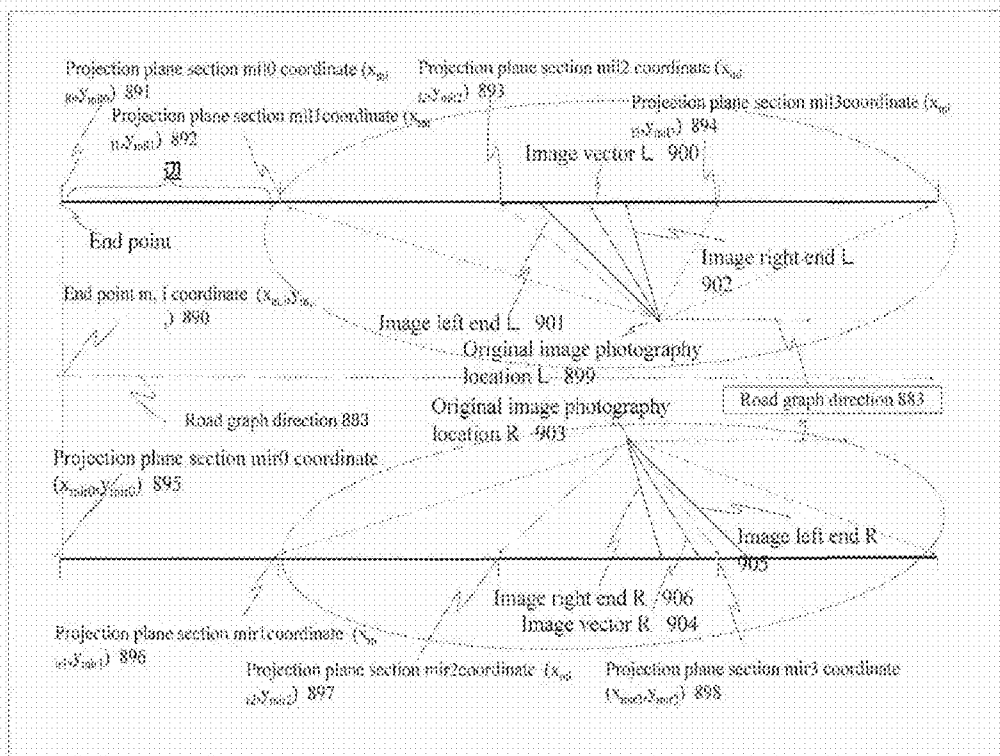 Projection plane section mil0 coordinate (x
) 891
Projection plane section mil1coordinate (x
) 892
Projection plane section mil2 coordinate (x
) 893
Projection plane section mil3coordinate (x
) 894
Image vector L 900
End point
Image right end L
902
End point m, i coordinate (x
) 890
Image left end L 901
Original image photography
location L 899
Road graph direction 883
Road graph direction 883
Original image photography
location R 903
Projection plane section mir0 coordinate
895
Image left end R
905
Image right end R 906
Image vector R 904
Projection plane section mir1coordinate (x
) 896
Projection plane section mir2coordinate (x
) 897
Projection plane section mir3 coordinate
898